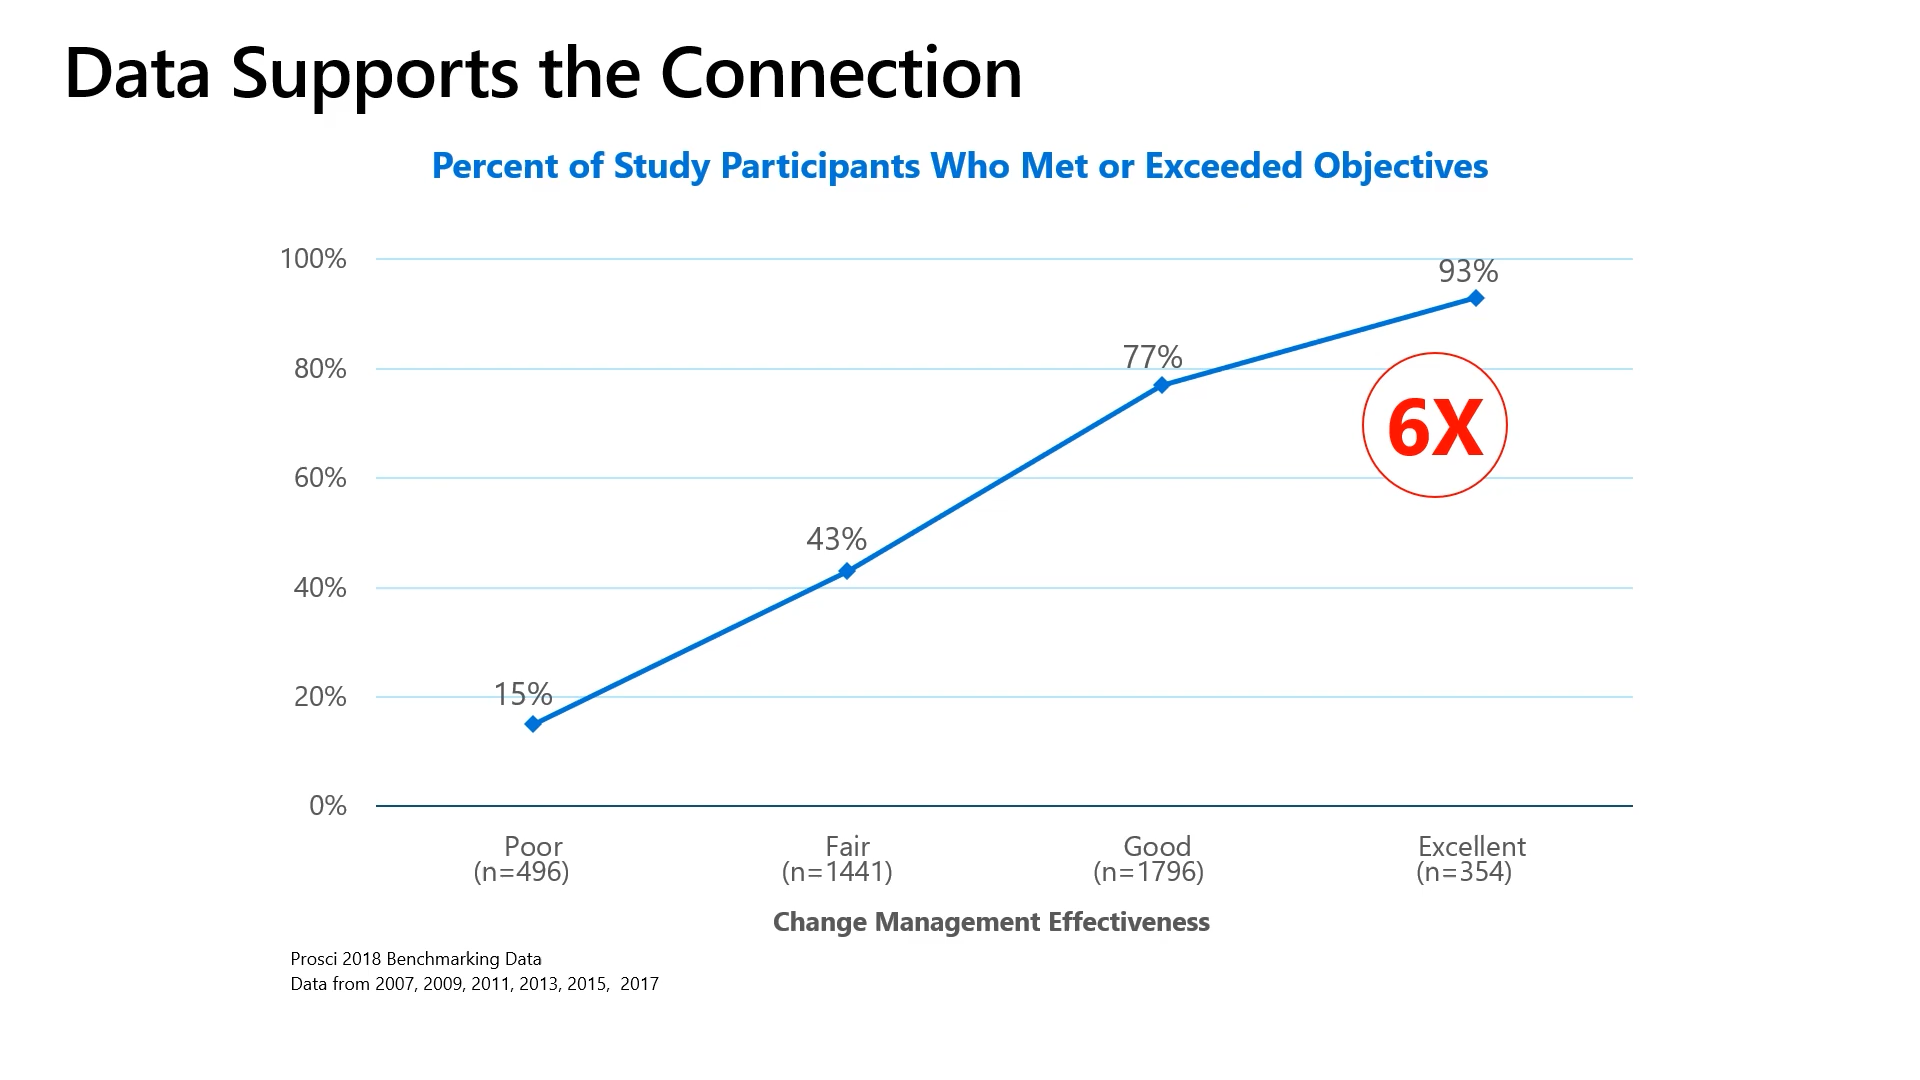 Data Supports the Connection
Percent of Study Participants Who Met or Exceeded Objectives
100%
80%
60%
40%
20%
0%
15%
43%
77%
93%
6X
Poor
(n=496)
Fair
(n=1441)
Good
(n=1796)
Excellent
(n=354)
Change Management Effectiveness
Prosci 2018 Benchmarking Data
Data from 2007, 2009, 2011, 2013, 2015,  2017